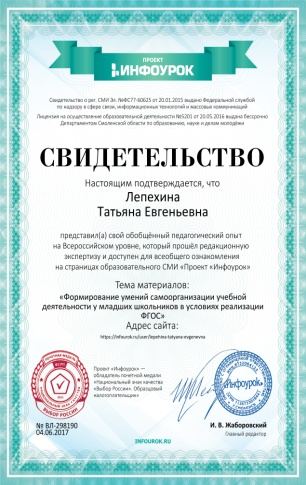 ПРОЕКТ
ИНФОУРОК
Свидетельство о рег. СМИ Эл. №ФС77-60625 от 20.01.2015 выдано Федеральной службой
по надзору в сфере связи, информационных технологий и массовых коммуникаций
Лицензия на осуществление образовательной деятельности №5201 от 20.05.2016 выдана бессрочно
Департаментом Смоленской области по образованию, науке и делам молодёжи
СВИДЕТЕЛЬСТВО
Настоящим подтверждается, что
Лепехина
Татьяна Евгеньевна
представил(а) свой обобщённый педагогический опыт
на Всероссийском уровне, который прошёл редакционную
экспертизу и доступен для всеобщего ознакомления
на страницах образовательного СМИ «Проект «Инфоурок»
Тема материалов:
«Формирование умений самоорганизации учебной
деятельности у младших школьников в условиях реализации
ФГОС»
Адрес сайта:
https://infourok.ru/user/lepehina-tatyana-evgenevna
Проект «Инфоурок» —
обладатель почетной медали
«Национальный знак качества
«Выбор России». Образцовый
налогоплательщик»
ВЫБОР РОССИИ
«Инфоурок»
№ ВЛ-298190
04.06.2017
И. В. Жаборовский
Главный редактор
INFOUROK.RU